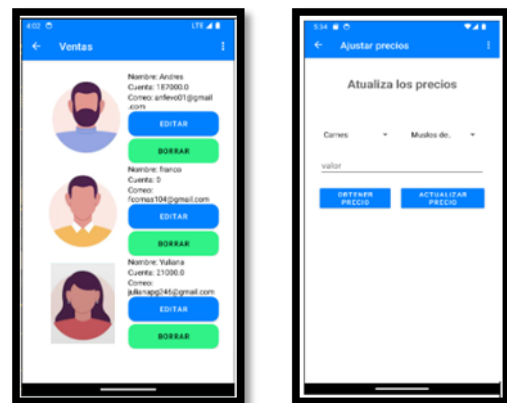 4:02 LTE
Ventas
Nombre: Andres
Cuenta: 187000.0
Correo: anfevo01@gmail
.com
EDITAR
BORRAR
Nombre: franco
Cuenta: 0
Correo:
fcomas104@gmail.com
EDITAR
BORRAR
Nombre: Yuliana
Cuenta: 21000.0
Correo:
julianapg246@gmail.com
EDITAR
BORRAR
5:34
Ajustar precios
Actualiza los precios
Carnes Muslos de..
valor
OBTENER
PRECIO
ACTUALIZAR
PRECIO